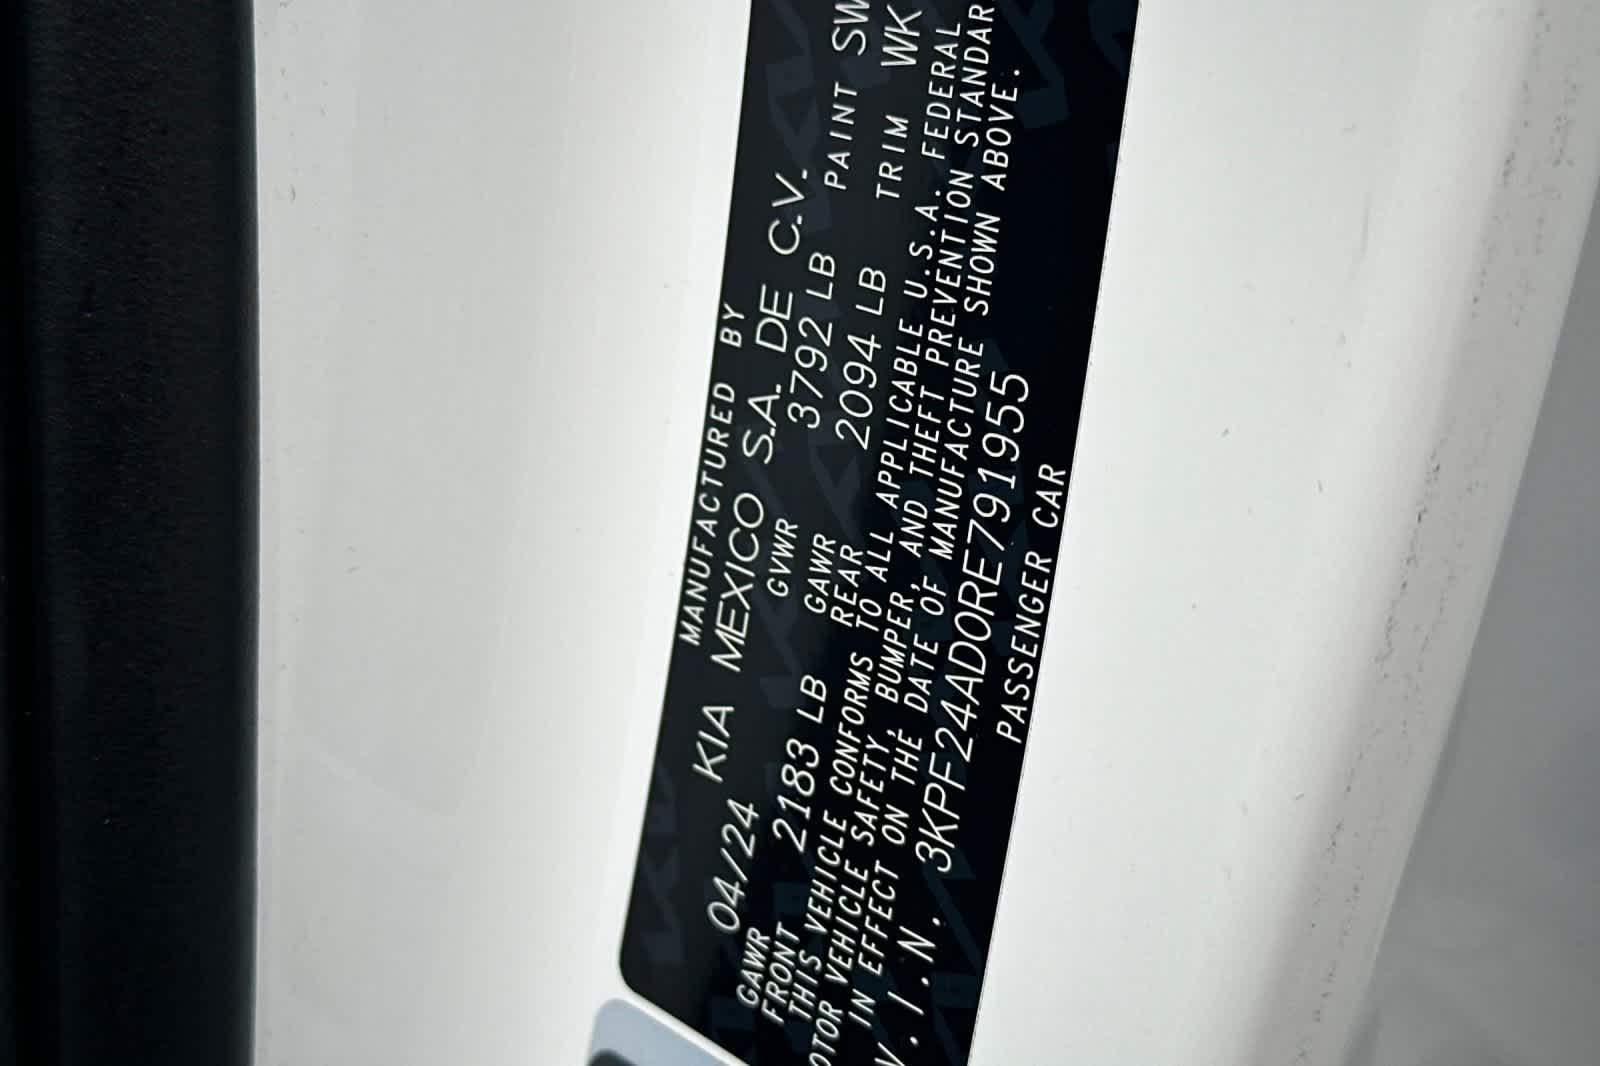 MANUFACTURED BY
04/24 KIA MEXICO S.A. DE C.V.
GVWR 3792 LB PAINT SW
GAWR FRONT 2183 LB GAWR REAR 2094 LB TRIM WK
THIS VEHICLE CONFORMS TO ALL APPLICABLE U.S.A. FEDERAL
OTOR VEHICLE SAFETY, BUMPER, AND THEFT PREVENTION STANDAR
IN EFFECT ON THE DATE OF MANUFACTURE SHOWN ABOVE.
V.I.N. 3KPF24AD0RE791955
PASSENGER CAR